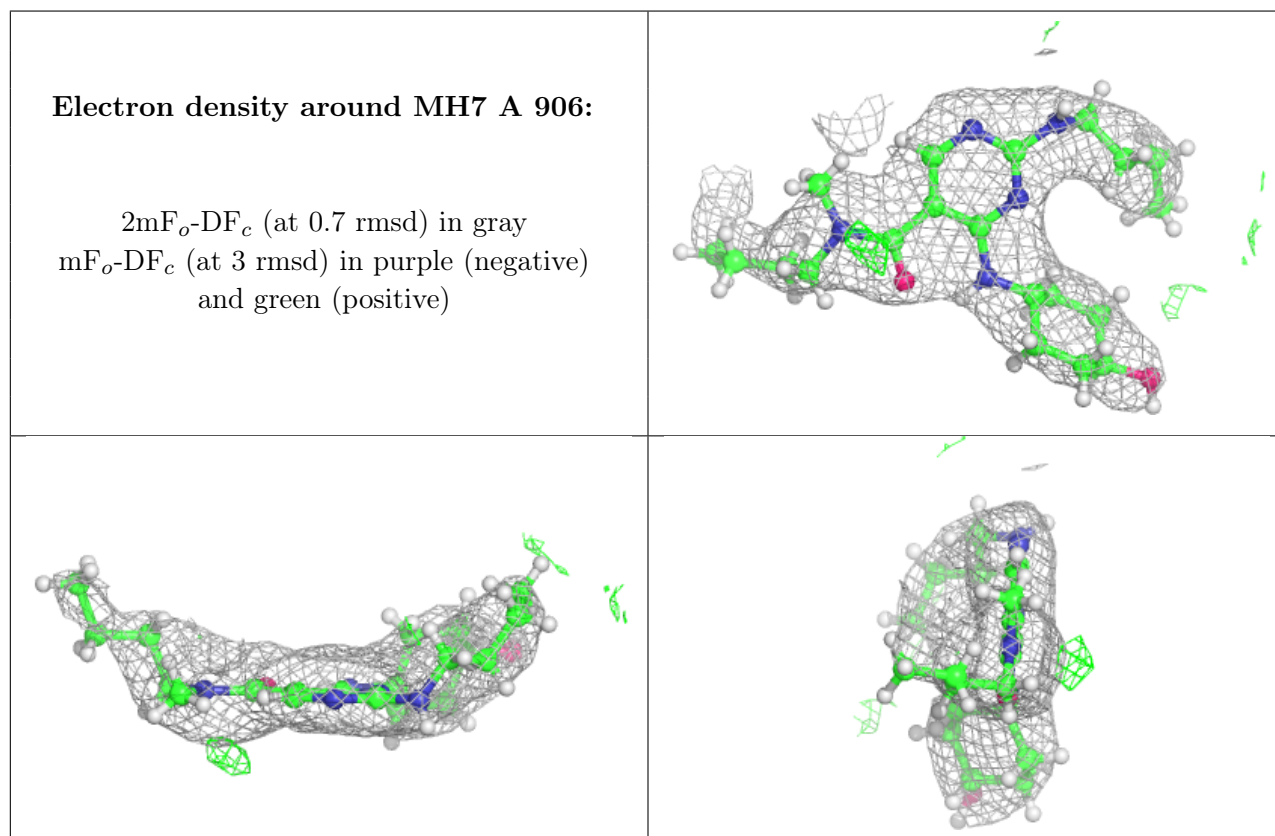 Electron density around MH7 A 906:
2mFo-DFc (at 0.7 rmsd) in gray
mFo-DFc (at 3 rmsd) in purple (negative)
and green (positive)